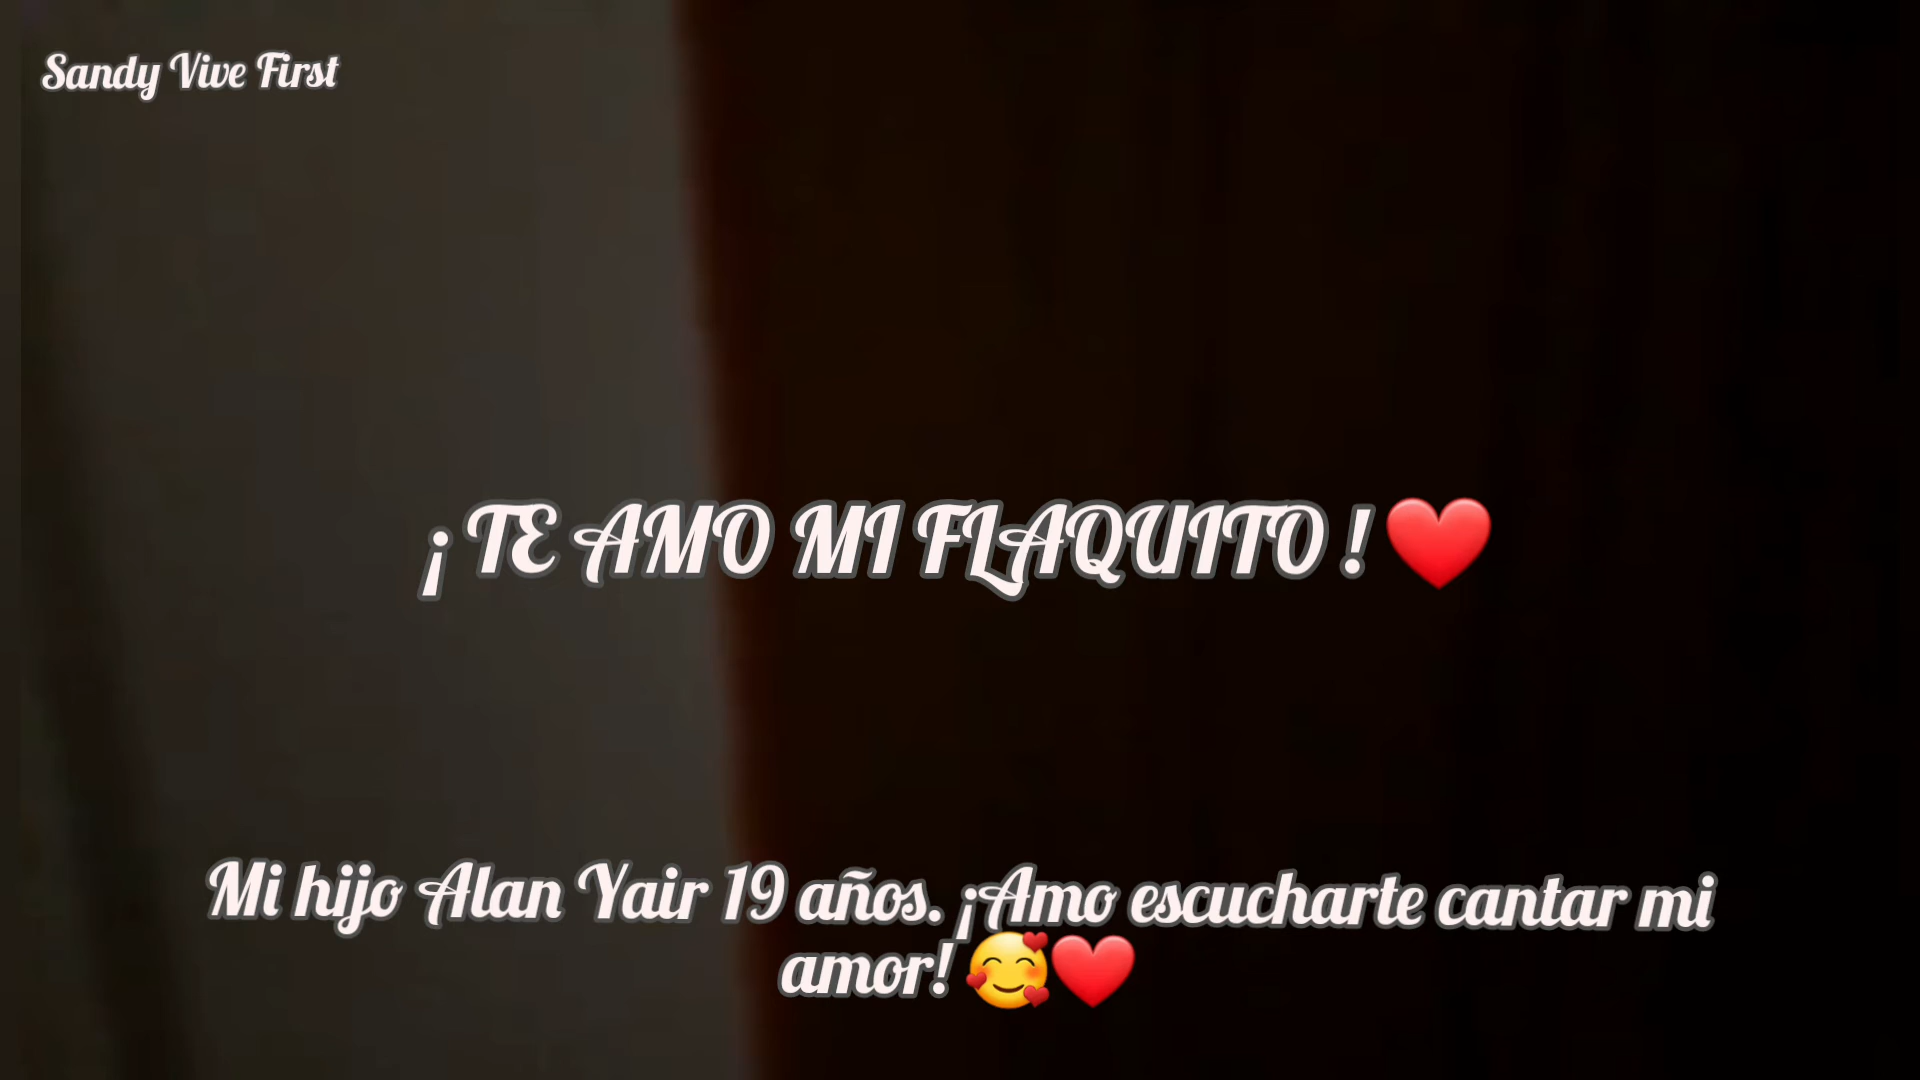 Sandy Vive First
¡ TE AMO MI FLAQUITO ! ❤️
Mi hijo Alan Yair 19 años. ¡Amo escucharte cantar mi
amor! 🥰❤️